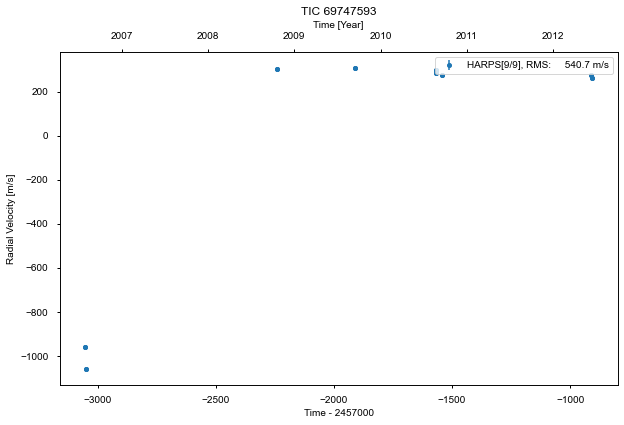 TIC 69747593
Time [Year]
2007 2008 2009 2010 2011 2012
HARPS[9/9], RMS: 540.7 m/s
Radial Velocity [m/s]
200
0
−200
−400
−600
−800
−1000
−3000 −2500 −2000 −1500 −1000
Time - 2457000